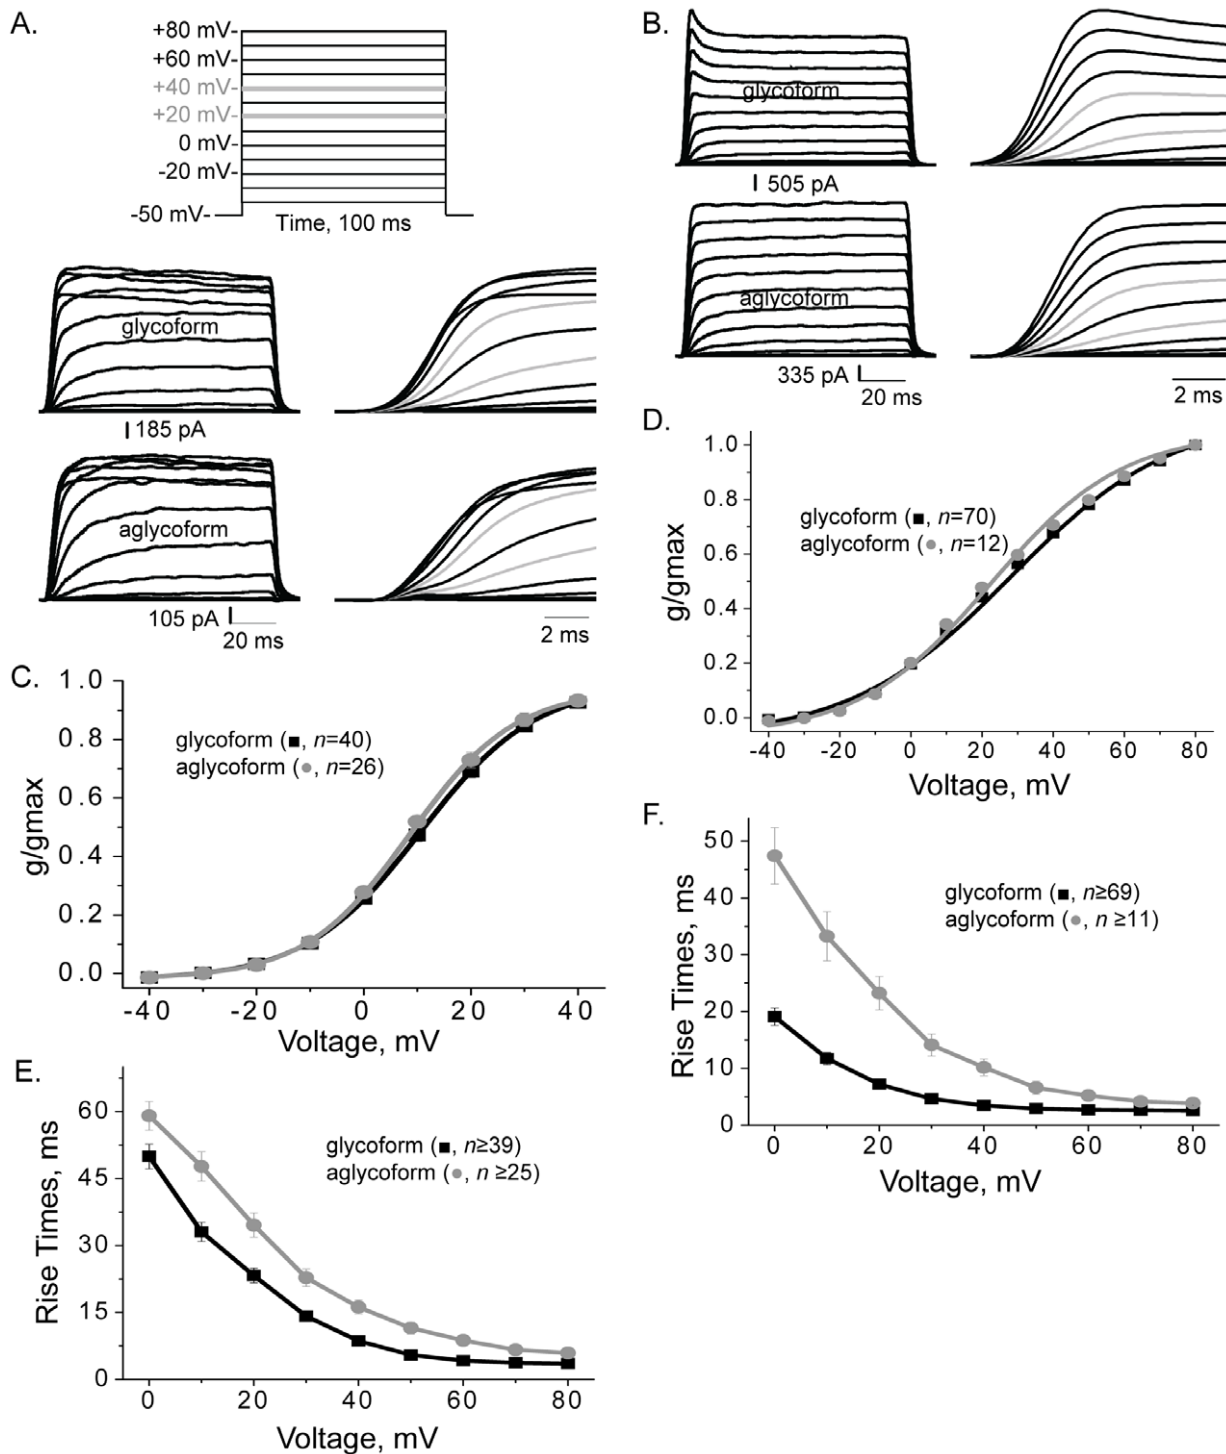 A.
+80 mV-
+60 mV-
+40 mV-
+20 mV-
0 mV-
-20 mV-
-50 mV-
Time, 100 ms
glycoform
185 pA
aglycoform
105 pA
20 ms
2 ms
B.
glycoform
505 pA
aglycoform
335 pA
20 ms
2 ms
C.
1.0
0.8
0.6
0.4
0.2
0.0
g/gmax
glycoform (■, n=40)
aglycoform (●, n=26)
-40 -20 0 20 40
Voltage, mV
D.
1.0
0.8
0.6
0.4
0.2
0.0
g/gmax
glycoform (■, n=70)
aglycoform (●, n=12)
-40 -20 0 20 40 60 80
Voltage, mV
E.
60
45
30
15
0
Rise Times, ms
glycoform (■, n≥39)
aglycoform (●, n ≥25)
0 20 40 60 80
Voltage, mV
F.
50
40
30
20
10
0
Rise Times, ms
glycoform (■, n≥69)
aglycoform (●, n ≥11)
0 20 40 60 80
Voltage, mV